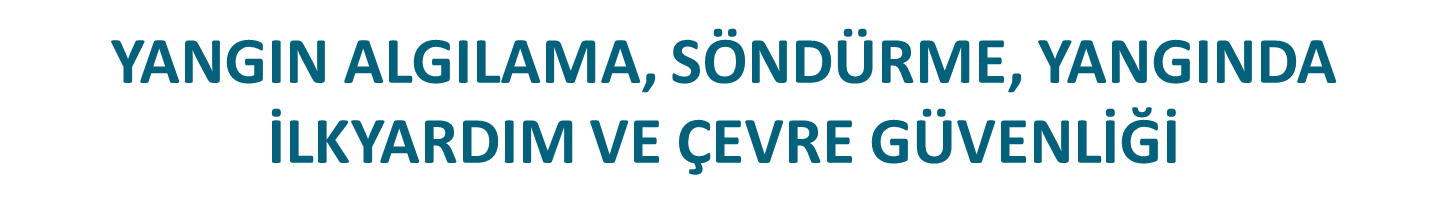 YANGIN ALGILAMA, SÖNDÜRME, YANGINDA
İLKYARDIM VE ÇEVRE GÜVENLİĞİ